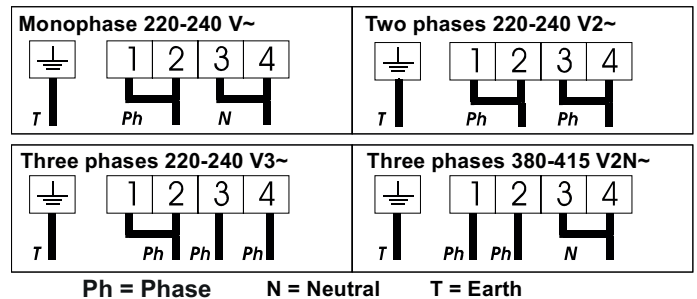 Monophase 220-240 V~
1 2 3 4
T Ph N
Two phases 220-240 V2~
1 2 3 4
T Ph Ph
Three phases 220-240 V3~
1 2 3 4
T Ph Ph Ph
Three phases 380-415 V2N~
1 2 3 4
T Ph Ph N
Ph = Phase N = Neutral T = Earth